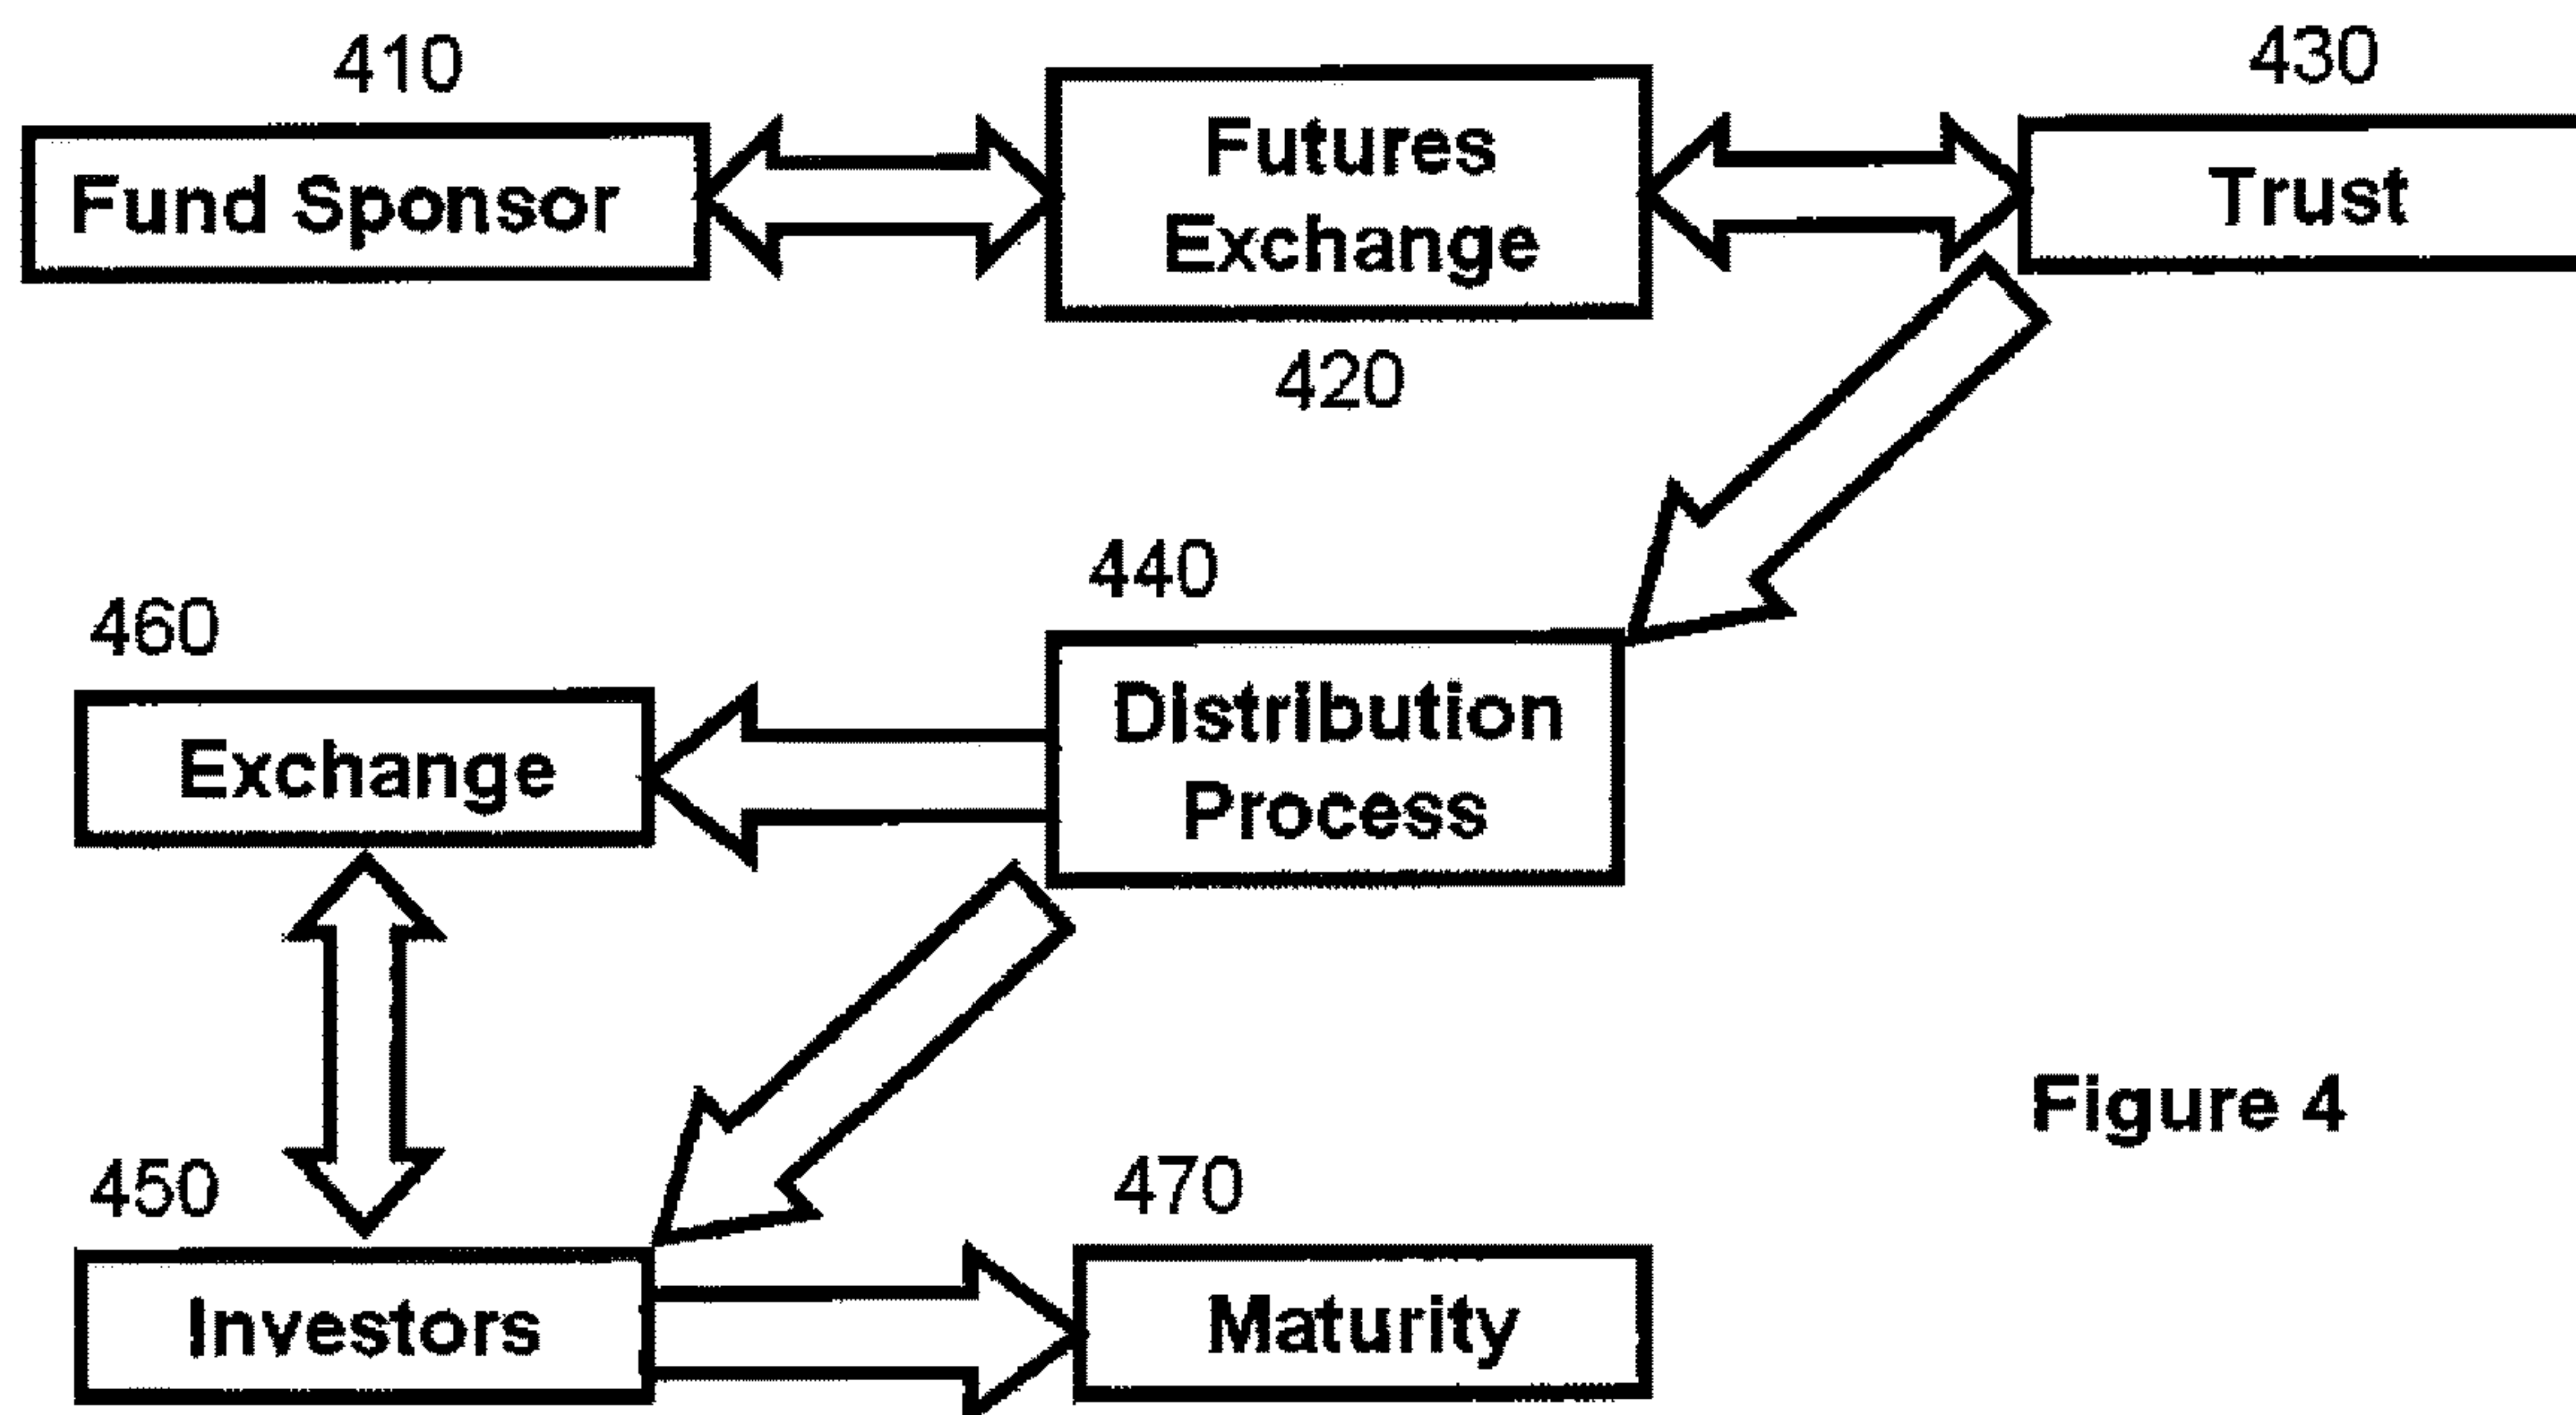 410
Fund Sponsor
Futures
Exchange
420
430
Trust
440
Distribution
Process
460
Exchange
450
Investors
470
Maturity
Figure 4